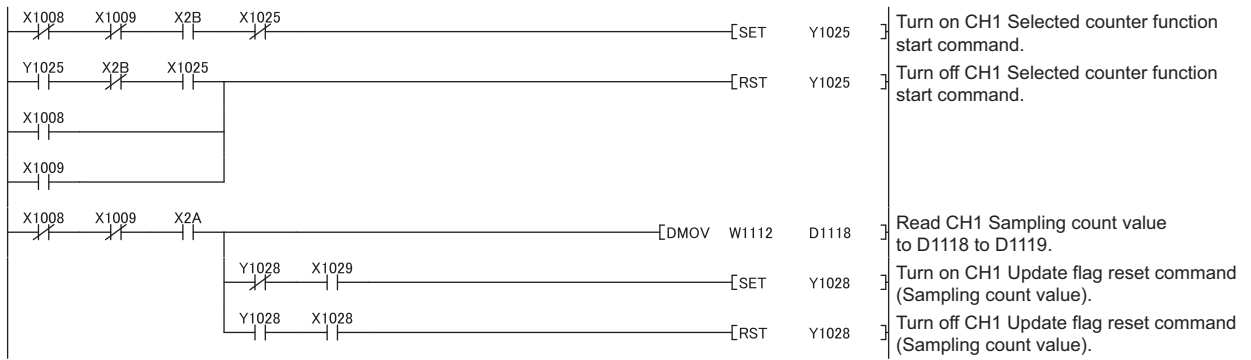 X1008 X1009 X2B X1025
SET Y1025
Turn on CH1 Selected counter function
start command.
Y1025 X2B X1025
RST Y1025
Turn off CH1 Selected counter function
start command.
X1008
X1009
X1008 X1009 X2A
DMOV W1112 D1118
Read CH1 Sampling count value
to D1118 to D1119.
Y1028 X1029
SET Y1028
Turn on CH1 Update flag reset command
(Sampling count value).
Y1028 X1028
RST Y1028
Turn off CH1 Update flag reset command
(Sampling count value).